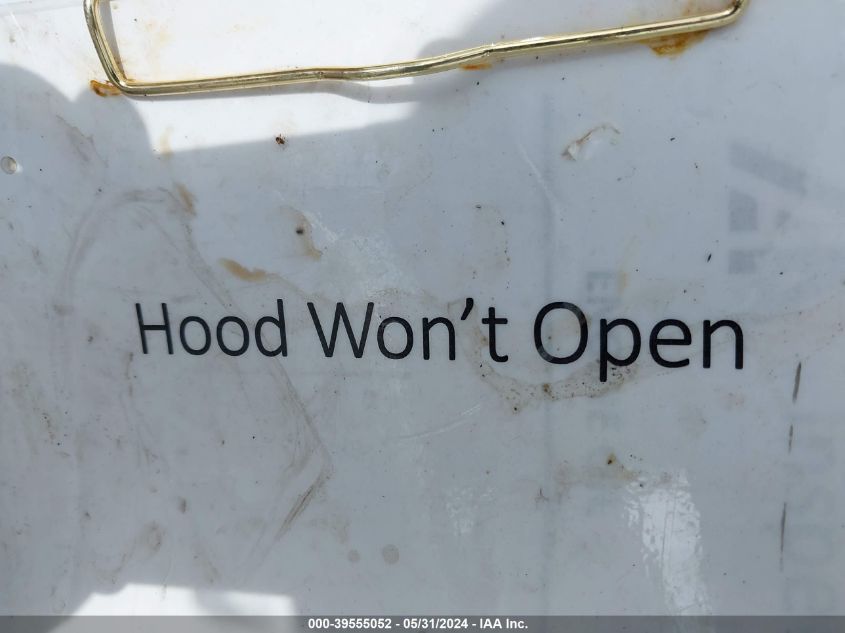 Hood Won't Open
000-39555052 - 05/31/2024 - IAA Inc.